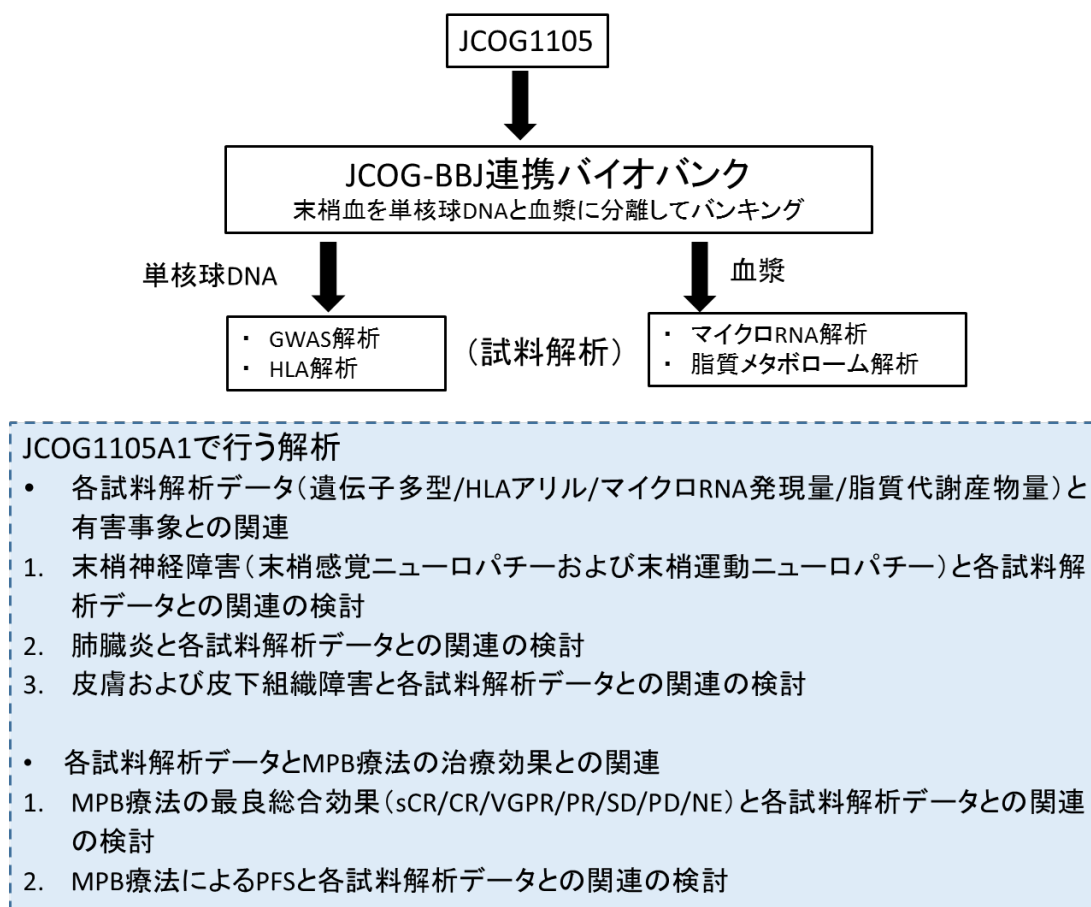 JCOG1105
JCOG-BBJ連携バイオバンク
末梢血を単核球DNAと血漿に分離してバンキング
単核球DNA
血漿
・ GWAS解析
・ HLA解析
（試料解析）
・ マイクロRNA解析
・ 脂質メタボローム解析
JCOG1105A1で行う解析
• 各試料解析データ（遺伝子多型/HLAアリル/マイクロRNA発現量/脂質代謝産物量）と
有害事象との関連
1. 末梢神経障害（末梢感覚ニューロパチーおよび末梢運動ニューロパチー）と各試料解
析データとの関連の検討
2. 肺臓炎と各試料解析データとの関連の検討
3. 皮膚および皮下組織障害と各試料解析データとの関連の検討
• 各試料解析データとMPB療法の治療効果との関連
1. MPB療法の最良総合効果（sCR/CR/VGPR/PR/SD/PD/NE）と各試料解析データとの関連
の検討
2. MPB療法によるPFSと各試料解析データとの関連の検討